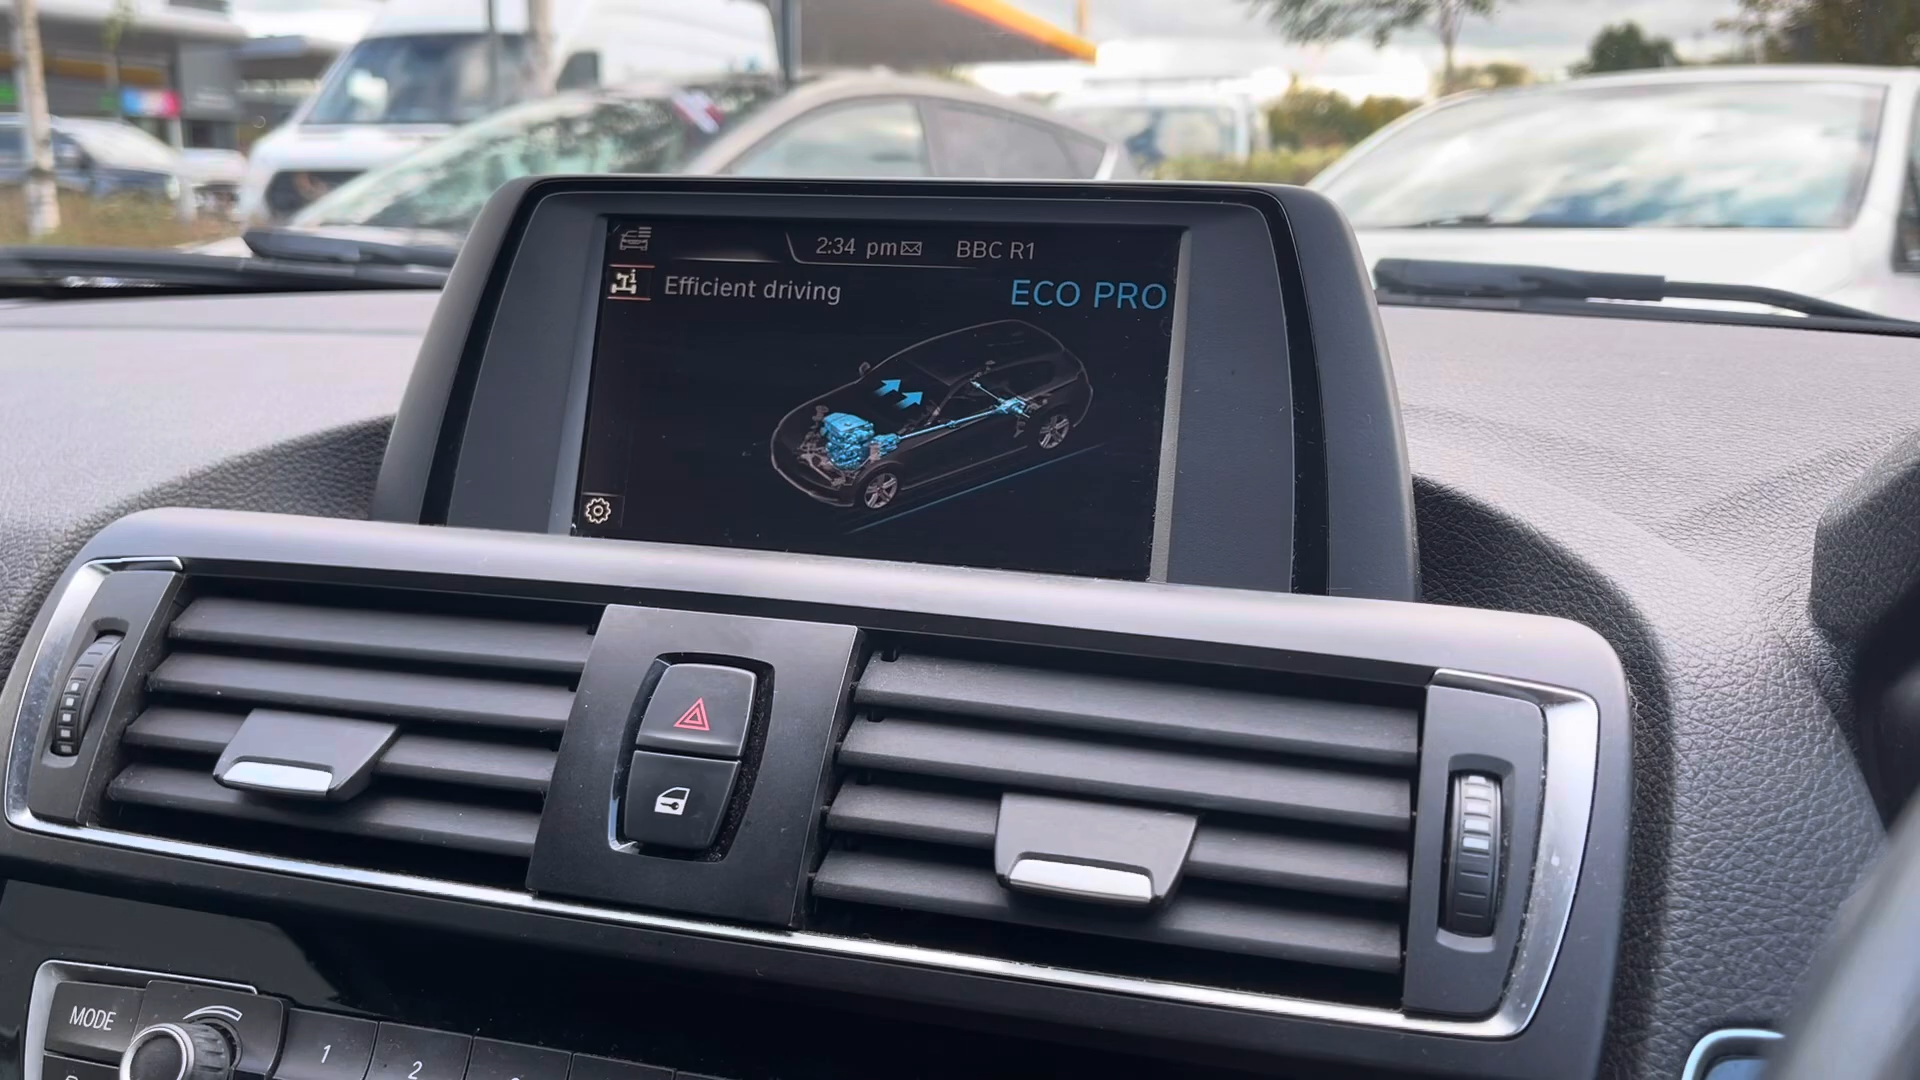 2:34 pm BBC R1
Efficient driving ECO PRO
MODE
1
2